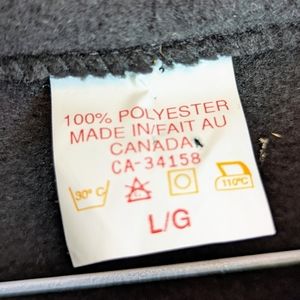 100% POLYESTER
MADE IN/FAIT AU
CANADA
CA-34158
30° C
110°C
L/G